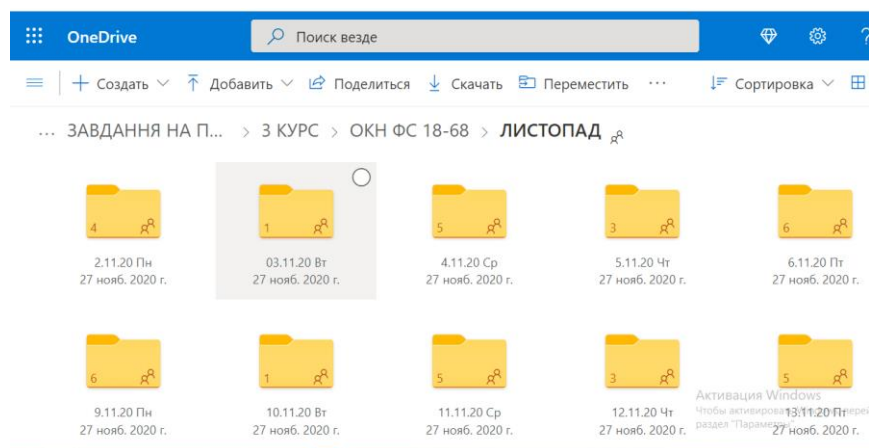 OneDrive
Поиск везде
?
+ Создать Добавить Поделиться Скачать Переместить ··· Сортировка
... ЗАВДАННЯ НА П... > 3 КУРС > ОКН ФС 18-68 > ЛИСТОПАД
4 1 5 3 6
2.11.20 Пн 03.11.20 Вт 4.11.20 Ср 5.11.20 Чт 6.11.20 Пт
27 нояб. 2020 г. 27 нояб. 2020 г. 27 нояб. 2020 г. 27 нояб. 2020 г. 27 нояб. 2020 г.
6 1 5 3 5
Активация Windows
9.11.20 Пн 10.11.20 Вт 11.11.20 Ср 12.11.20 Чт 13.11.20 Пт
Чтобы активировать
27 нояб. 2020 г. 27 нояб. 2020 г. 27 нояб. 2020 г. 27 нояб. 2020 г. 27 нояб. 2020 г.
раздел "Параметры"